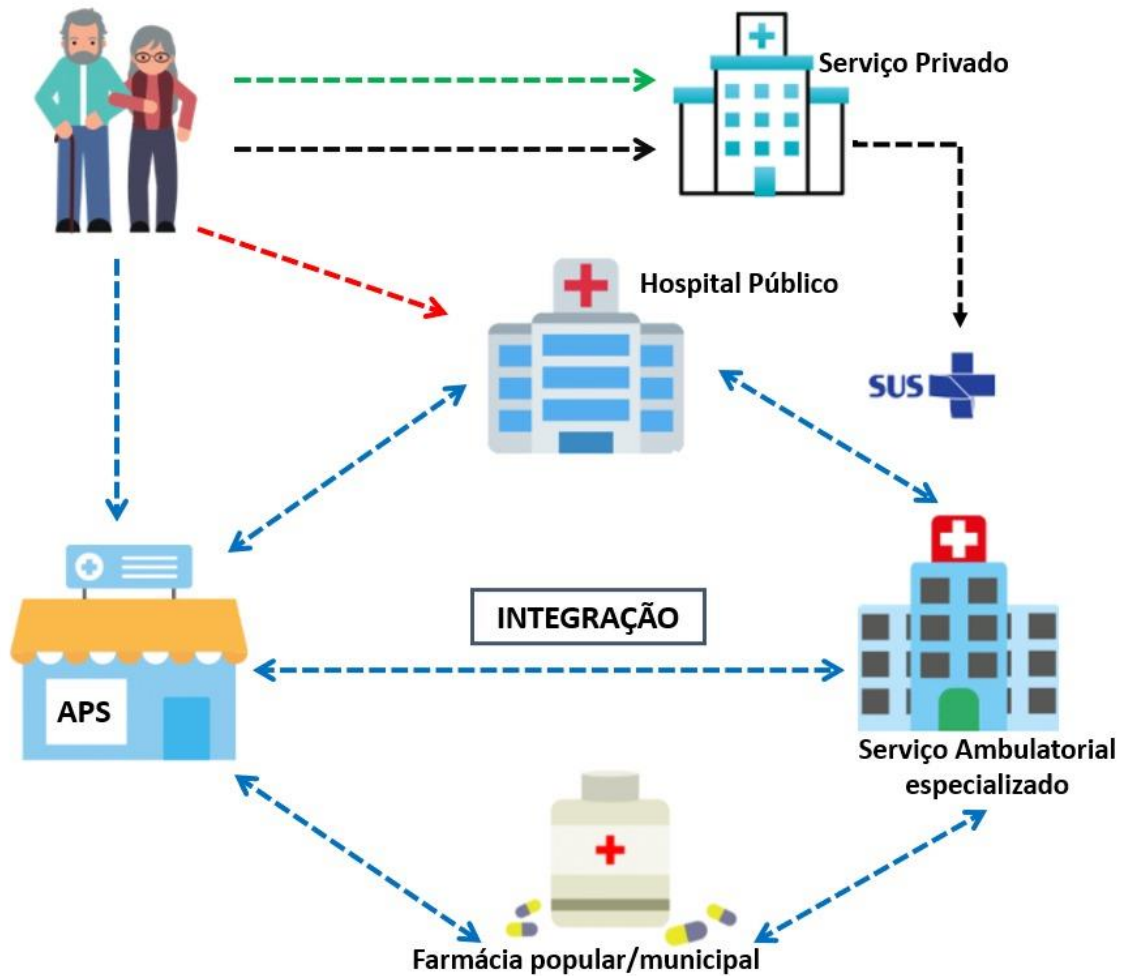 Serviço Privado
Hospital Público
SUS
INTEGRAÇÃO
APS
Serviço Ambulatorial
especializado
Farmácia popular/municipal